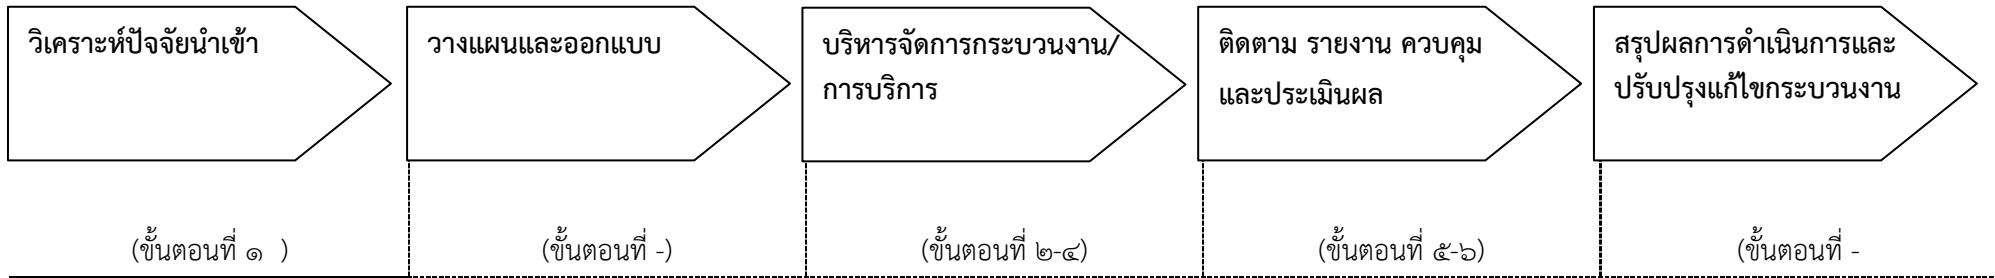 วิเคราะห์ปัจจัยนำเข้า
วางแผนและออกแบบ
บริหารจัดการกระบวนงาน/
การบริการ
ติดตาม รายงาน ควบคุม
และประเมินผล
สรุปผลการดำเนินการและ
ปรับปรุงแก้ไขกระบวนงาน
(ขั้นตอนที่ ๑ )
(ขั้นตอนที่ -)
(ขั้นตอนที่ ๒-๔)
(ขั้นตอนที่ ๕-๖)
(ขั้นตอนที่ -